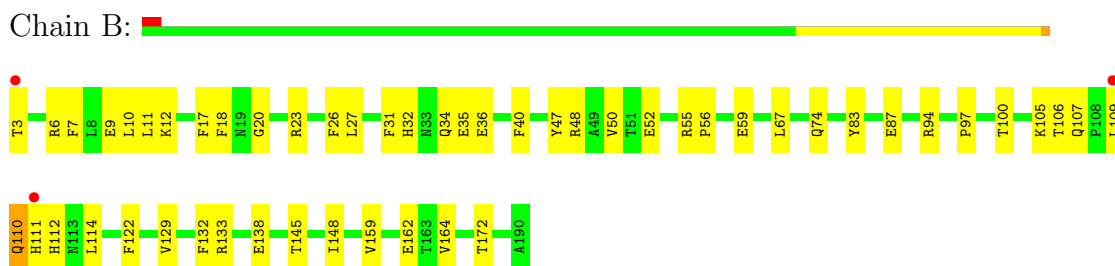 Chain B:
T3 R6 F7 L8 E9 L10 L11 K12 F17 F18 N19 G20 R23 F26 L27 F31 H32 N33 Q34 E35 E36 F40 Y47 R48 A49 V50 T51 E52 R55 P56 E59 L67 Q74 Y83 E87 R94 P97 T100 K105 T106 Q107 P108 L109
Q110 H111 H112 N113 L114 F122 V129 F132 R133 E138 T145 I148 V159 E162 T163 V164 T172 A190